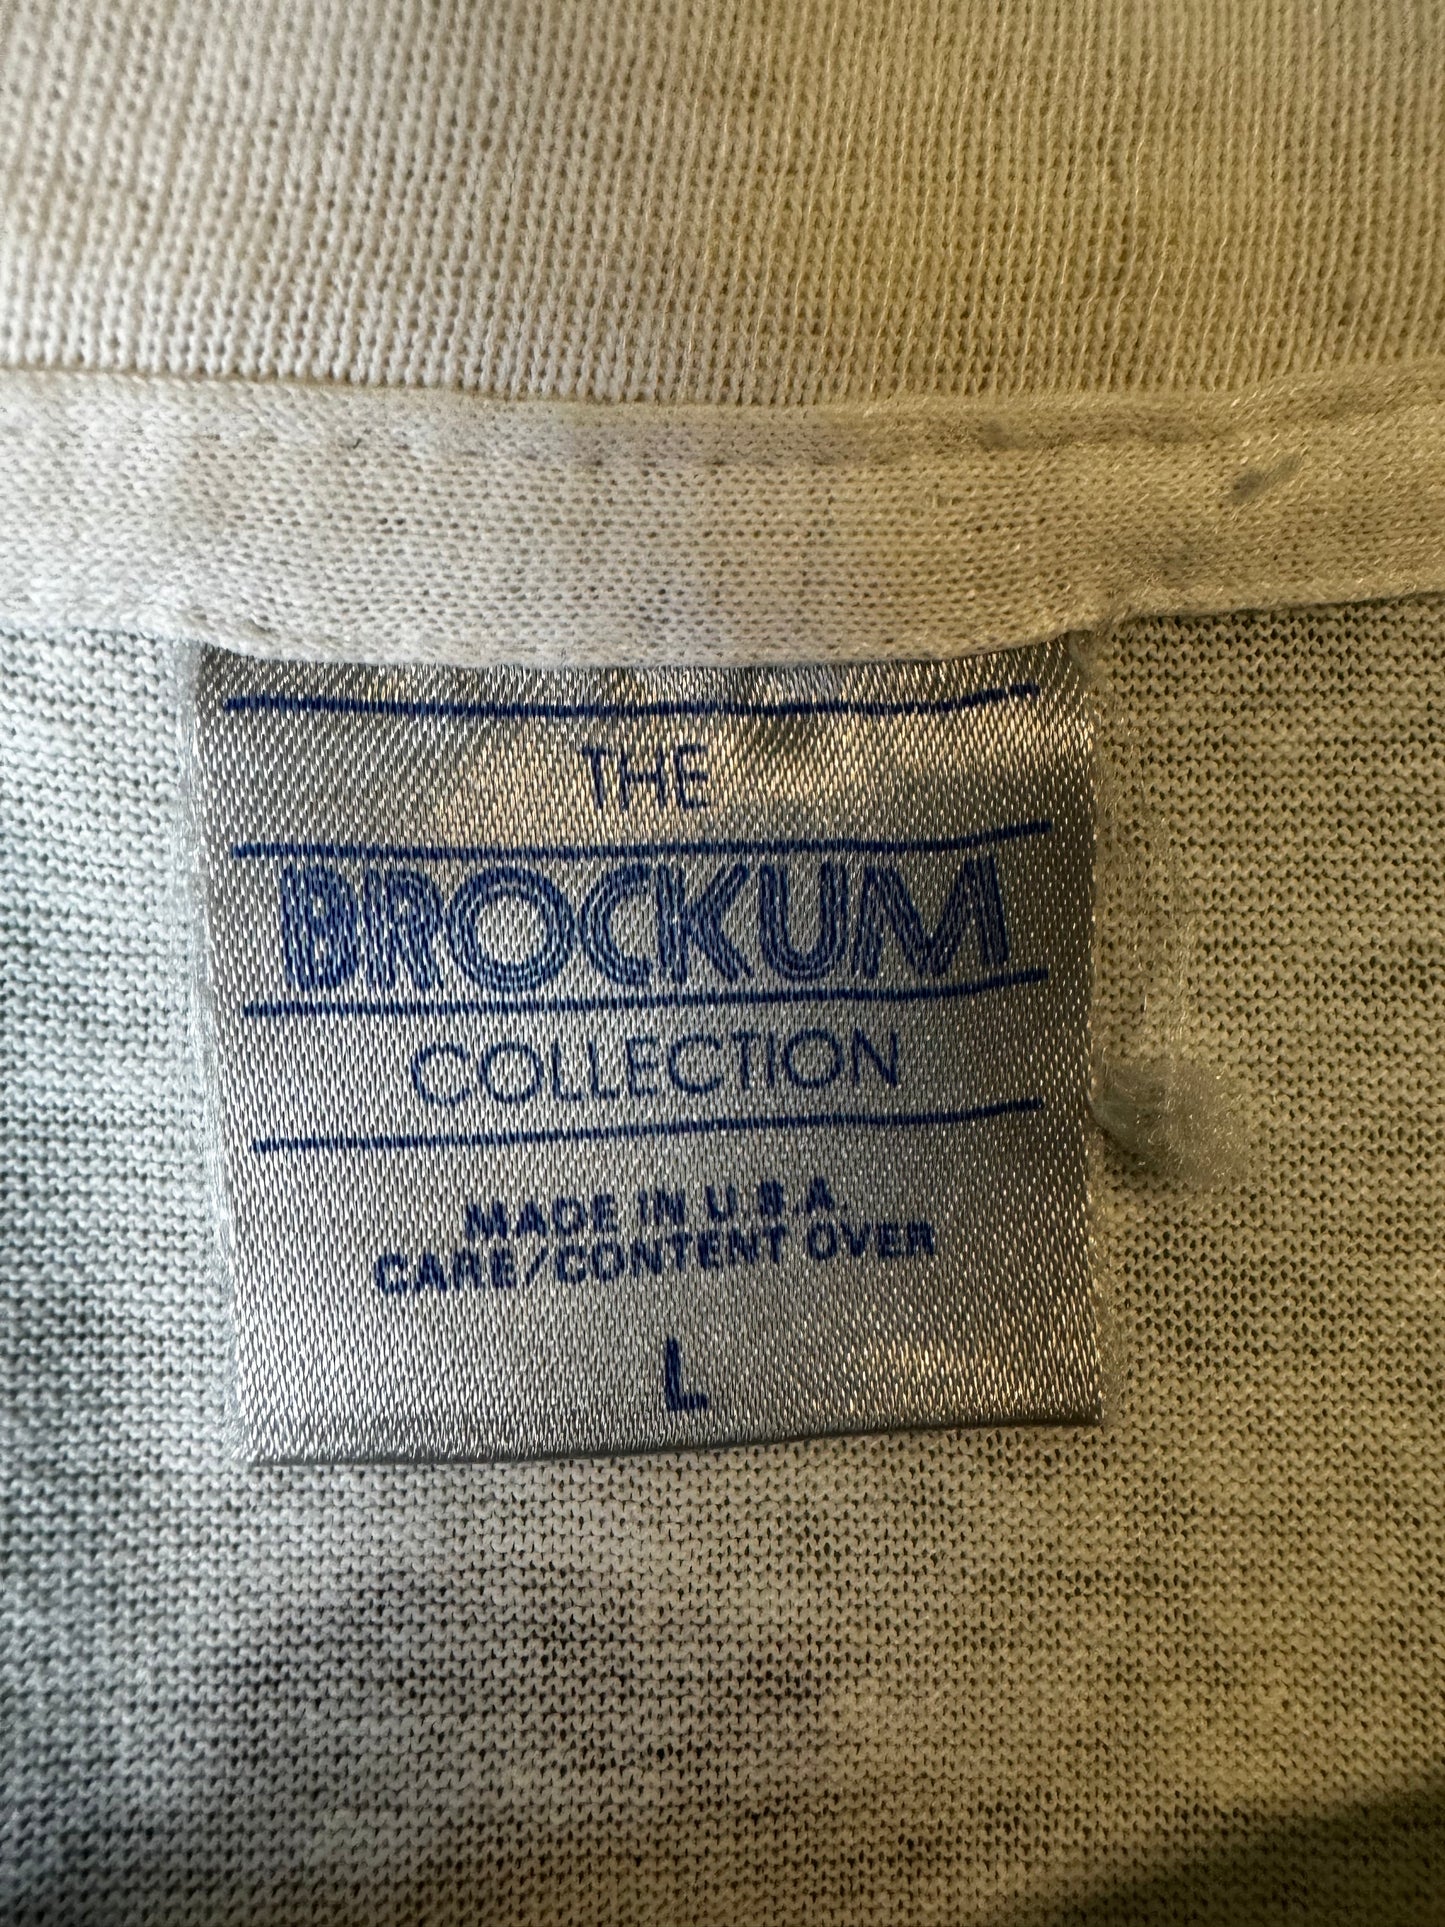 THE
BROCKUM
COLLECTION
MADE IN U.S.A
CARE/CONTENT OVER
L